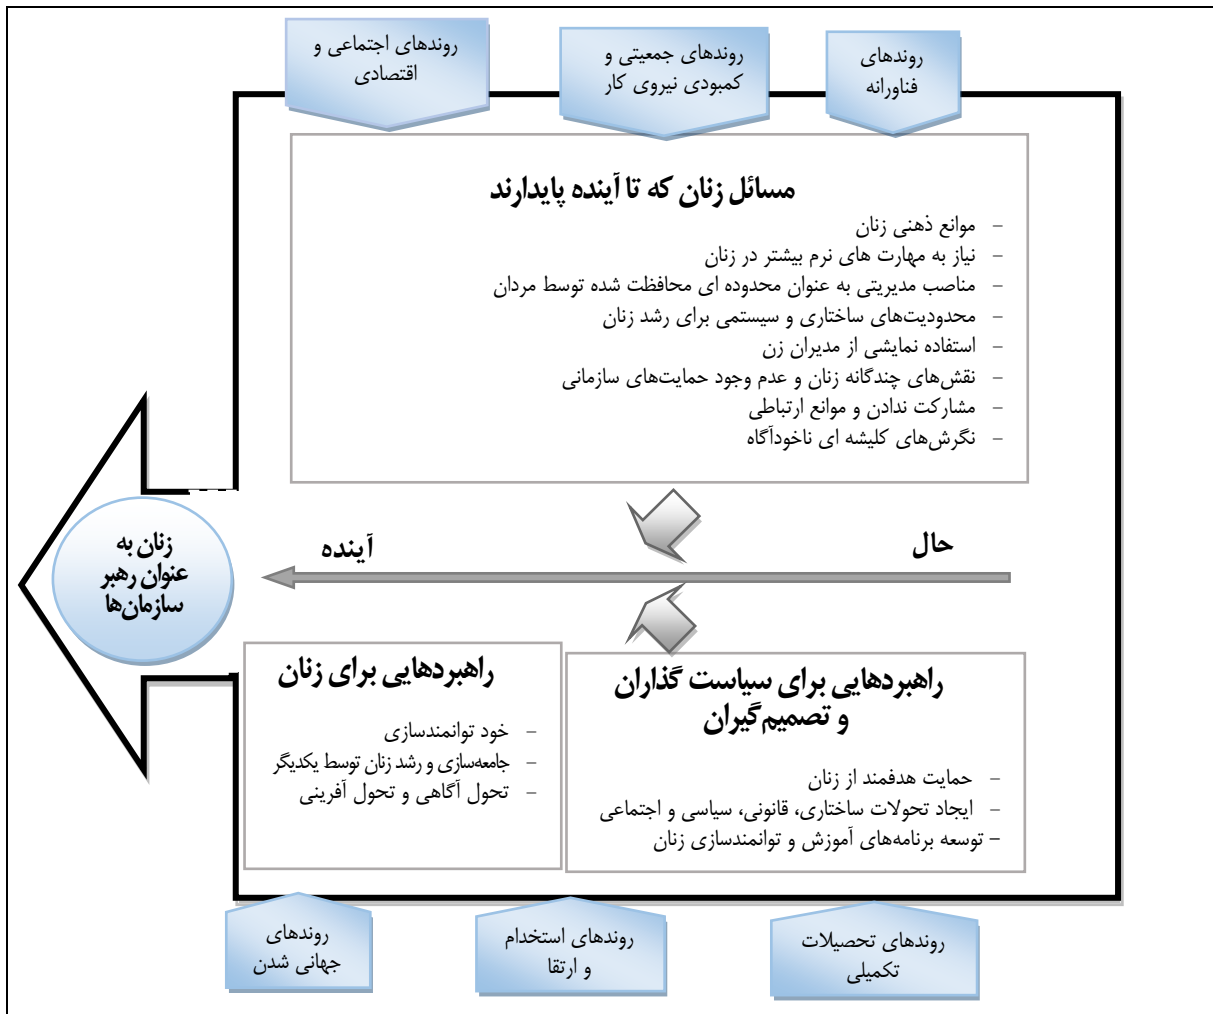 روندهای
فناورانه
روندهای جمعیتی و
کمبودی نیروی کار
روندهای اجتماعی و
اقتصادی
مسائل زنان که تا آینده پایدارند
- موانع ذهنی زنان
- نیاز به مهارت های نرم بیشتر در زنان
- مناصب مدیریتی به عنوان محدوده ای محافظت شده توسط مردان
- محدودیت‌های ساختاری و سیستمی برای رشد زنان
- استفاده نمایشی از مدیران زن
- نقش‌های چندگانه زنان و عدم وجود حمایت‌های سازمانی
- مشارکت ندادن و موانع ارتباطی
- نگرش‌های کلیشه ای ناخودآگاه
حال
آینده
زنان به
عنوان رهبر
سازمان‌ها
راهبردهایی برای سیاست گذاران
و تصمیم‌گیران
- حمایت هدفمند از زنان
- ایجاد تحولات ساختاری، قانونی، سیاسی و اجتماعی
- توسعه برنامه‌های آموزش و توانمندسازی زنان
راهبردهایی برای زنان
- خود توانمندسازی
- جامعه‌سازی و رشد زنان توسط یکدیگر
- تحول آگاهی و تحول آفرینی
روندهای تحصیلات
تکمیلی
روندهای استخدام
و ارتقا
روندهای
جهانی شدن